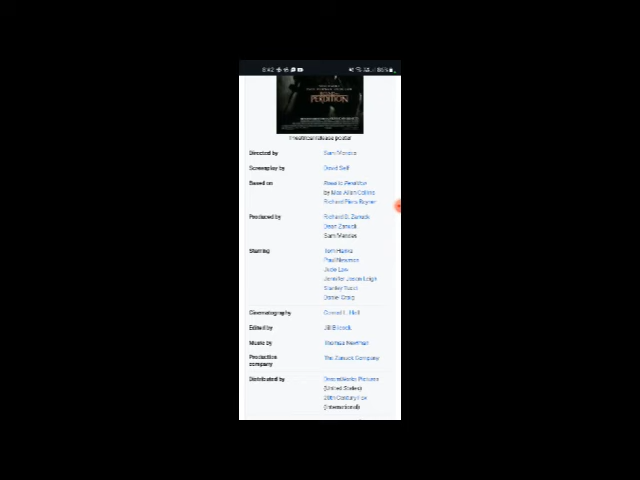 PERDITION
Theatrical release poster
Directed by Sam Mendes
Screenplay by David Self
Based on Road to Perdition
by Max Allan Collins
Richard Piers Rayner
Produced by Richard D. Zanuck
Dean Zanuck
Sam Mendes
Starring Tom Hanks
Paul Newman
Jude Law
Jennifer Jason Leigh
Stanley Tucci
Daniel Craig
Cinematography Conrad L. Hall
Edited by Jill Bilcock
Music by Thomas Newman
Production The Zanuck Company
company
Distributed by DreamWorks Pictures
(United States)
20th Century Fox
(International)